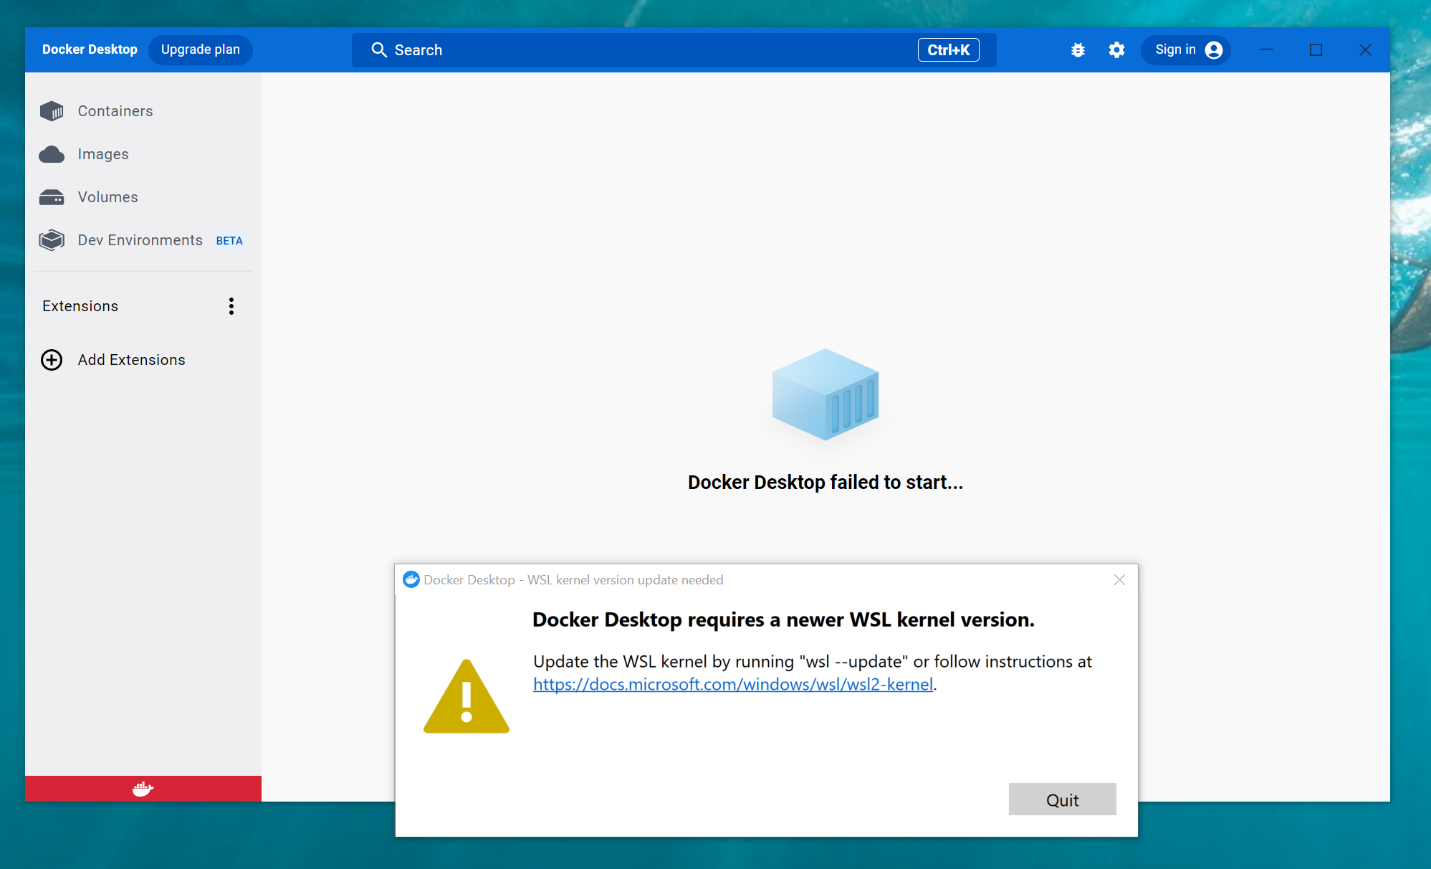 Docker Desktop
Upgrade plan
Search
Ctrl+K
Sign in
Containers
Images
Volumes
Dev Environments BETA
Extensions
Add Extensions
Docker Desktop failed to start...
Docker Desktop - WSL kernel version update needed
Docker Desktop requires a newer WSL kernel version.
Update the WSL kernel by running "wsl --update" or follow instructions at
https://docs.microsoft.com/windows/wsl/wsl2-kernel.
Quit